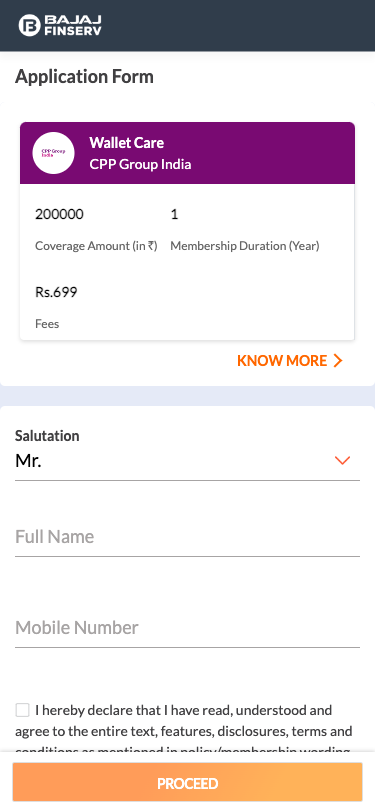 BAJAJ
FINSERV
Application Form
CPP Group
India
Wallet Care
CPP Group India
200000
1
Coverage Amount (in ₹)
Membership Duration (Year)
Rs.699
Fees
KNOW MORE
Salutation
Mr.
Full Name
Mobile Number
I hereby declare that I have read, understood and
agree to the entire text, features, disclosures, terms and
conditions as mentioned in policy/membership wording
PROCEED